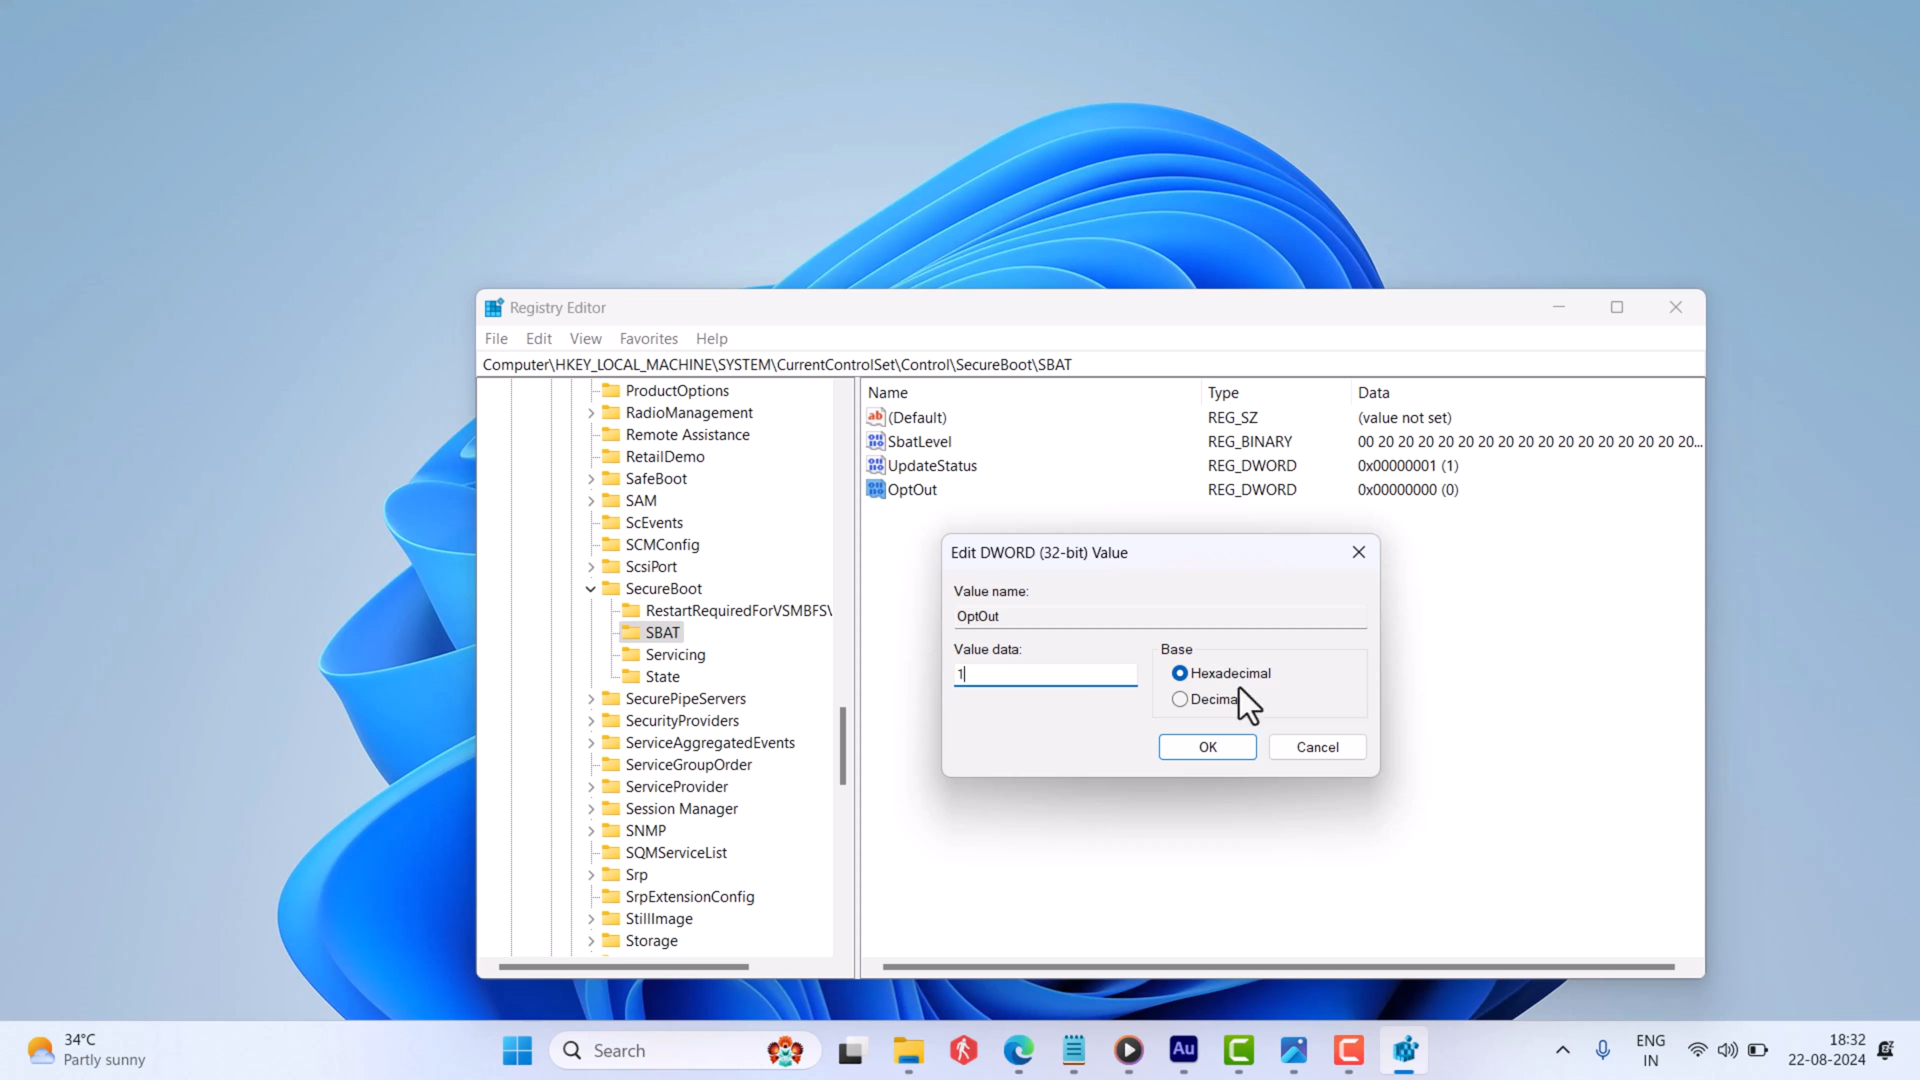 Registry Editor
File Edit View Favorites Help
Computer\HKEY_LOCAL_MACHINE\SYSTEM\CurrentControlSet\Control\SecureBoot\SBAT
ProductOptions
RadioManagement
Remote Assistance
RetailDemo
SafeBoot
SAM
ScEvents
SCMConfig
ScsiPort
SecureBoot
RestartRequiredForVSMBFSV
SBAT
Servicing
State
SecurePipeServers
SecurityProviders
ServiceAggregatedEvents
ServiceGroupOrder
ServiceProvider
Session Manager
SNMP
SQMServiceList
Srp
SrpExtensionConfig
StillImage
Storage
Name Type Data
(Default) REG_SZ (value not set)
SbatLevel REG_BINARY 00 20 20 20 20 20 20 20 20 20 20 20 20 20 20 20 20...
UpdateStatus REG_DWORD 0x00000001 (1)
OptOut REG_DWORD 0x00000000 (0)
Edit DWORD (32-bit) Value
Value name:
OptOut
Value data:
1
Base
Hexadecimal
Decima
OK Cancel
34°C
Partly sunny
Search
Au
ENG
IN
18:32
22-08-2024